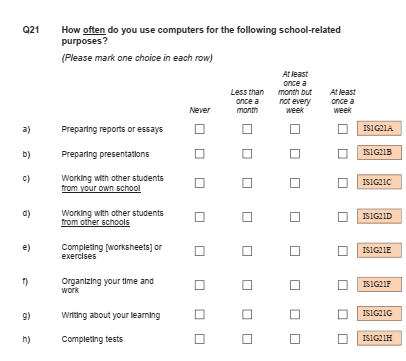 Q21 How often do you use computers for the following school-related
purposes?
(Please mark one choice in each row)
Never
Less than
once a
month
At least
once a
month but
not every
week
At least
once a
week
a) Preparing reports or essays IS1G21A
b) Preparing presentations IS1G21B
c) Working with other students
from your own school IS1G21C
d) Working with other students
from other schools IS1G21D
e) Completing [worksheets] or
exercises IS1G21E
f) Organizing your time and
work IS1G21F
g) Writing about your learning IS1G21G
h) Completing tests IS1G21H